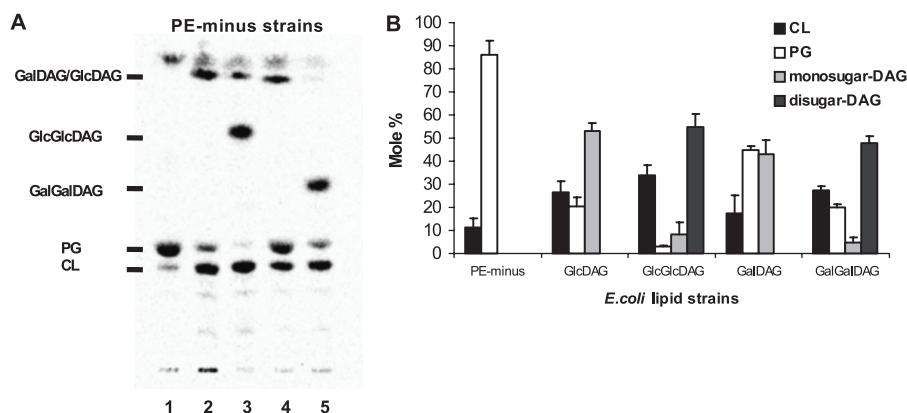 A
PE-minus strains
GalDAG/GlcDAG
GlcGlcDAG
GalGalDAG
PG
CL
1 2 3 4 5
B
CL
PG
monosugar-DAG
disugar-DAG
Mole %
100
90
80
70
60
50
40
30
20
10
0
PE-minus GlcDAG GlcGlcDAG GalDAG GalGalDAG
E.coli lipid strains